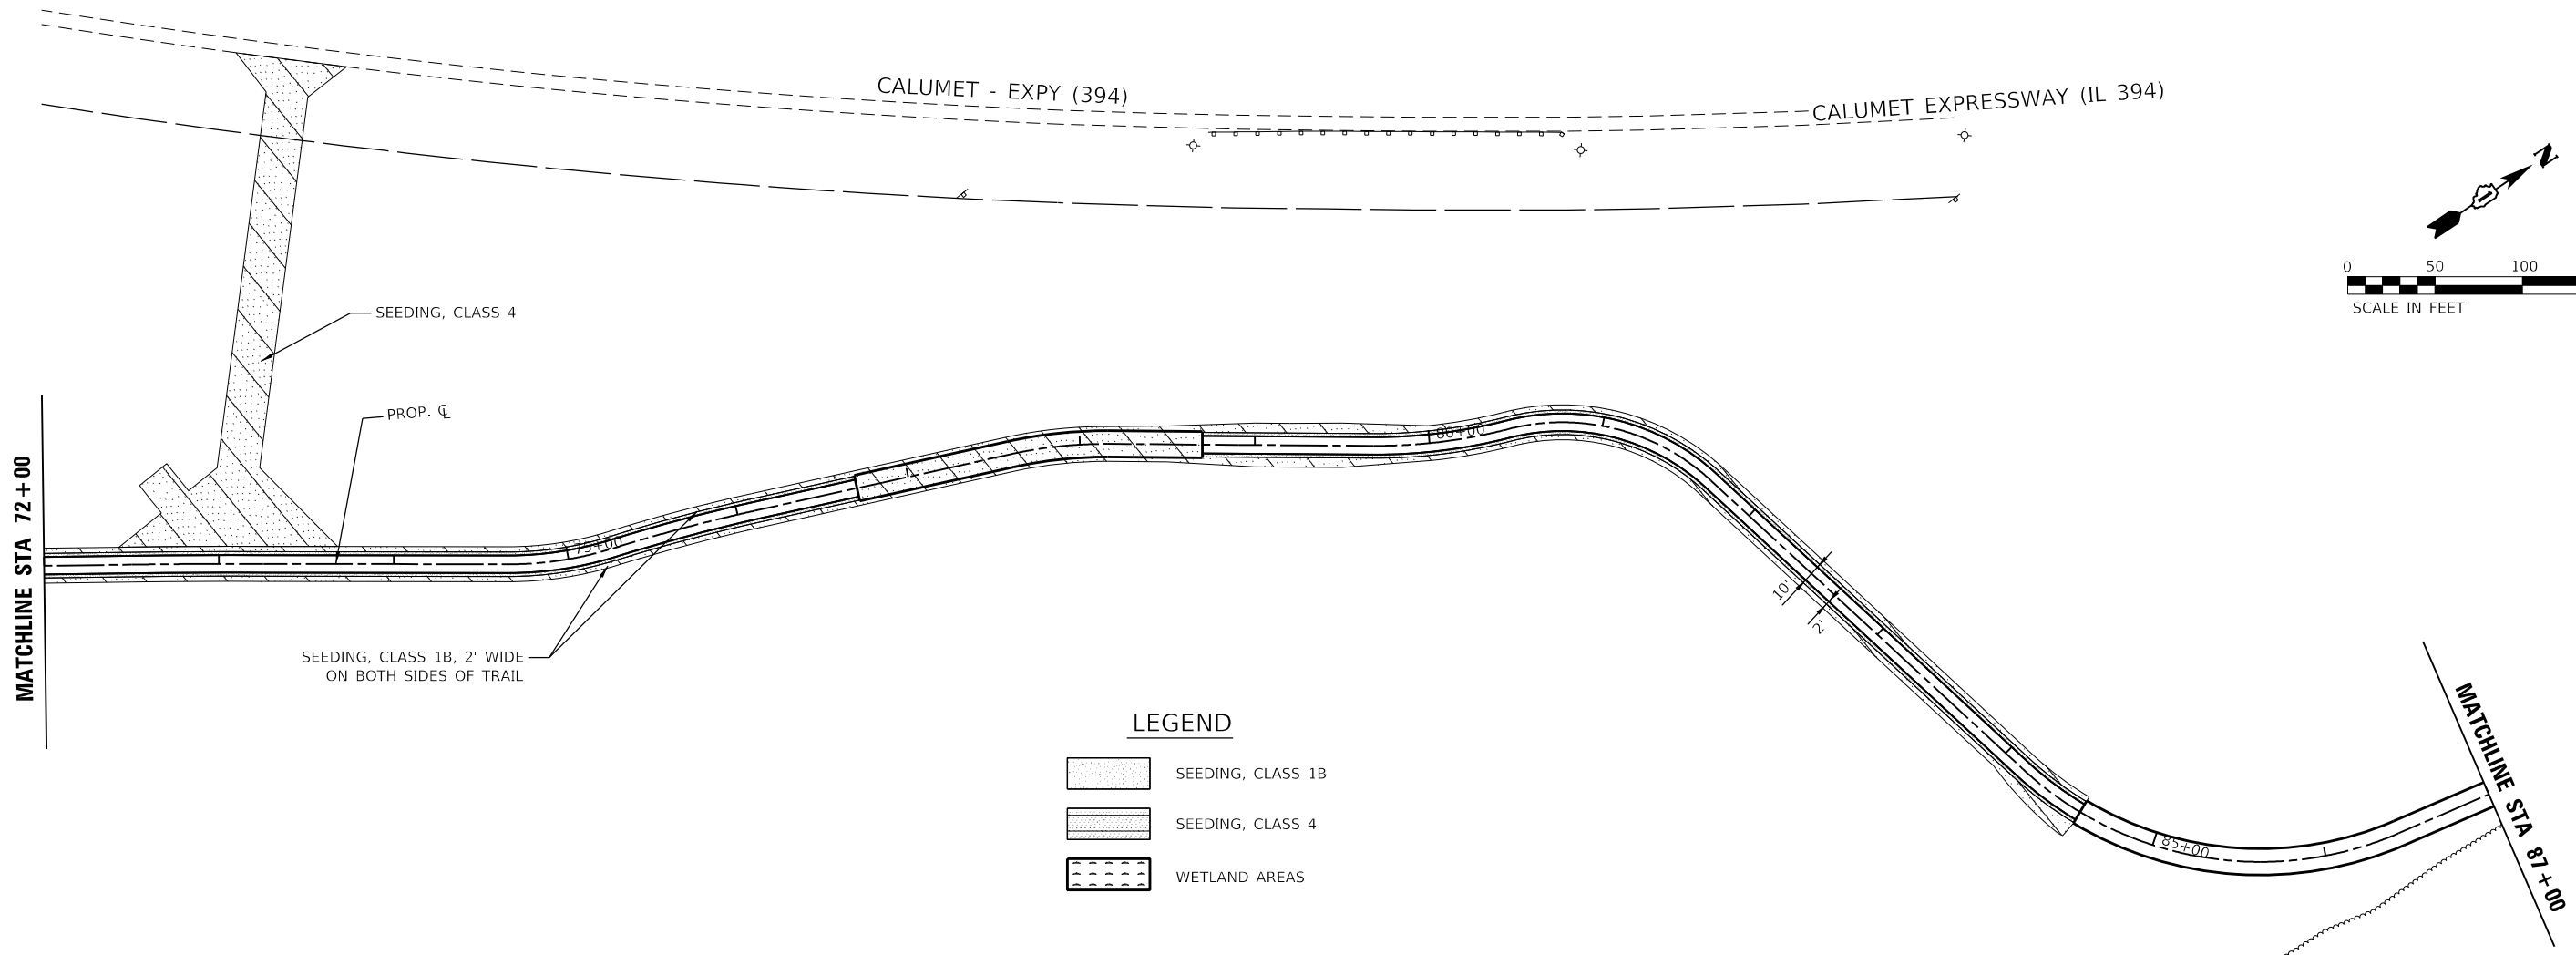 CALUMET - EXPY (394)
CALUMET EXPRESSWAY (IL 394)
N
0 50 100
SCALE IN FEET
SEEDING, CLASS 4
PROP. ℄
MATCHLINE STA 72+00
75+00
80+00
10'
2'
SEEDING, CLASS 1B, 2' WIDE
ON BOTH SIDES OF TRAIL
85+00
MATCHLINE STA 87+00
LEGEND
SEEDING, CLASS 1B
SEEDING, CLASS 4
WETLAND AREAS